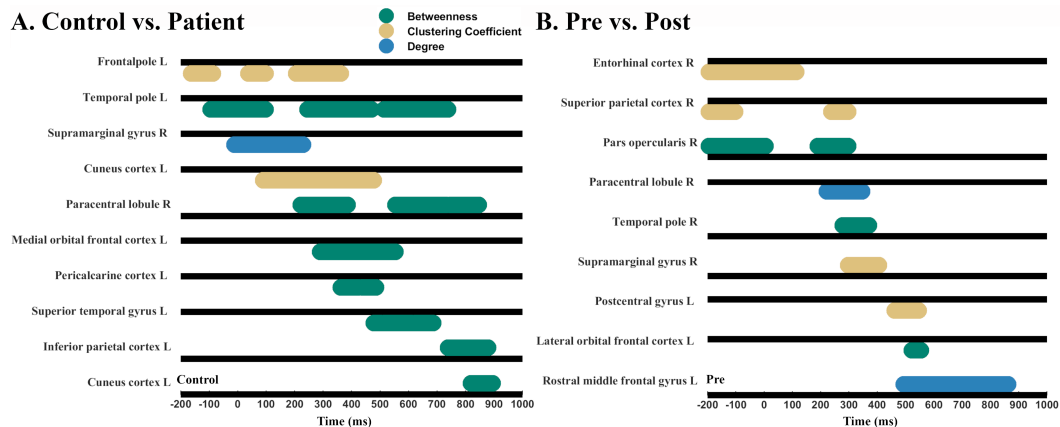 A. Control vs. Patient
Betweenness
Clustering Coefficient
Degree
Frontalpole L
Temporal pole L
Supramarginal gyrus R
Cuneus cortex L
Paracentral lobule R
Medial orbital frontal cortex L
Pericalcarine cortex L
Superior temporal gyrus L
Inferior parietal cortex L
Cuneus cortex L
Control
-200 -100 0 100 200 300 400 500 600 700 800 900 1000
Time (ms)
B. Pre vs. Post
Entorhinal cortex R
Superior parietal cortex R
Pars opercularis R
Paracentral lobule R
Temporal pole R
Supramarginal gyrus R
Postcentral gyrus L
Lateral orbital frontal cortex L
Rostral middle frontal gyrus L
Pre
-200 -100 0 100 200 300 400 500 600 700 800 900 1000
Time (ms)